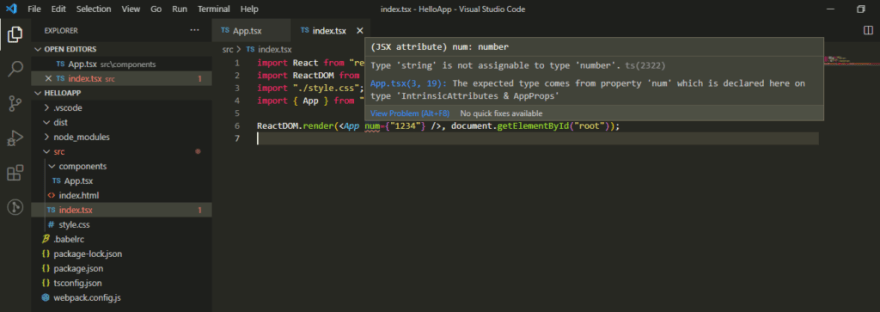 File Edit Selection View Go Run Terminal Help
index.tsx - HelloApp - Visual Studio Code
EXPLORER
OPEN EDITORS
TS App.tsx src\components
TS index.tsx src 1
HELLOAPP
.vscode
dist
node_modules
src
components
TS App.tsx
index.html
TS index.tsx 1
# style.css
.babelrc
{} package-lock.json
{} package.json
{} tsconfig.json
webpack.config.js
TS App.tsx
TS index.tsx
src > TS index.tsx
1 import React from "re
2 import ReactDOM from
3 import "./style.css";
4 import { App } from "
5
6 ReactDOM.render(<App num={"1234"} />, document.getElementById("root"));
7
(JSX attribute) num: number
Type 'string' is not assignable to type 'number'. ts(2322)
App.tsx(3, 19): The expected type comes from property 'num' which is declared here on
type 'IntrinsicAttributes & AppProps'
View Problem (Alt+F8) No quick fixes available